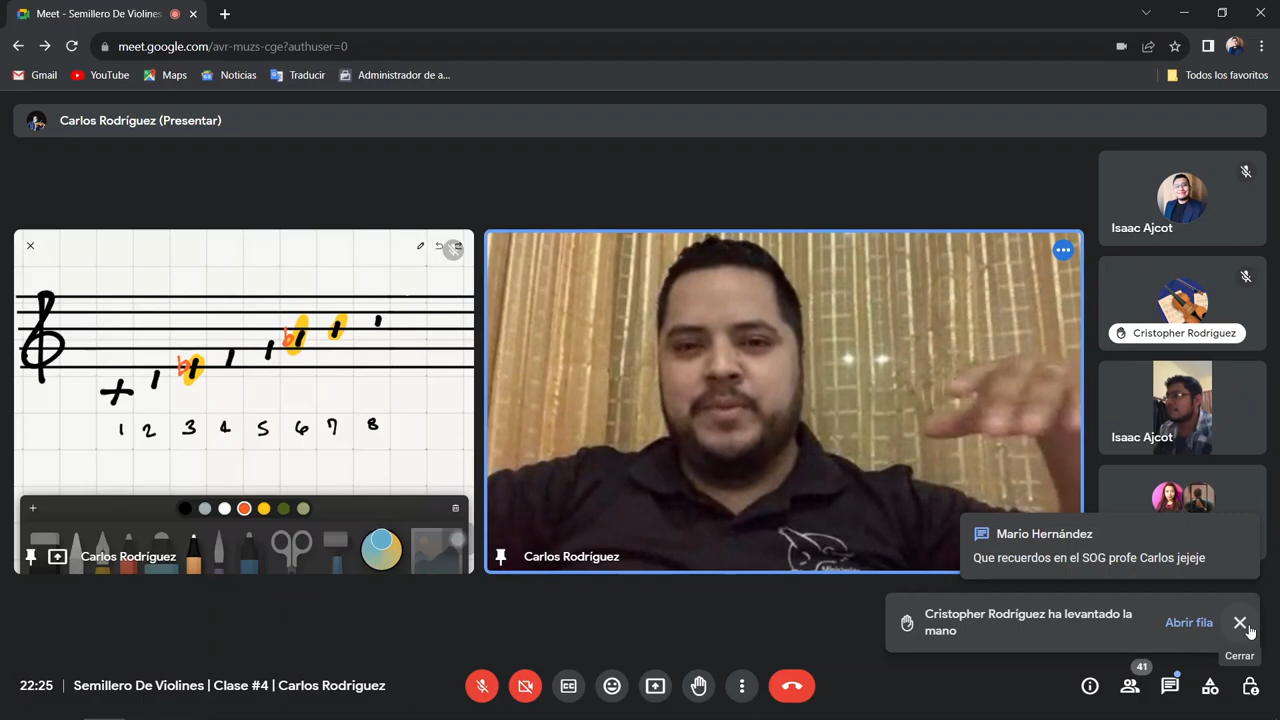 Meet - Semillero De Violines
meet.google.com/avr-muzs-cge?authuser=0
Gmail
YouTube
Maps
Noticias
Traducir
Administrador de a...
Todos los favoritos
Carlos Rodríguez (Presentar)
Isaac Ajcot
Cristopher Rodriguez
Isaac Ajcot
1 2 3 4 5 6 7 8
Carlos Rodríguez
Carlos Rodríguez
Mario Hernández
Que recuerdos en el SOG profe Carlos jejeje
Cristopher Rodríguez ha levantado la
mano
Abrir fila
Cerrar
22:25 | Semillero De Violines | Clase #4 | Carlos Rodriguez
41